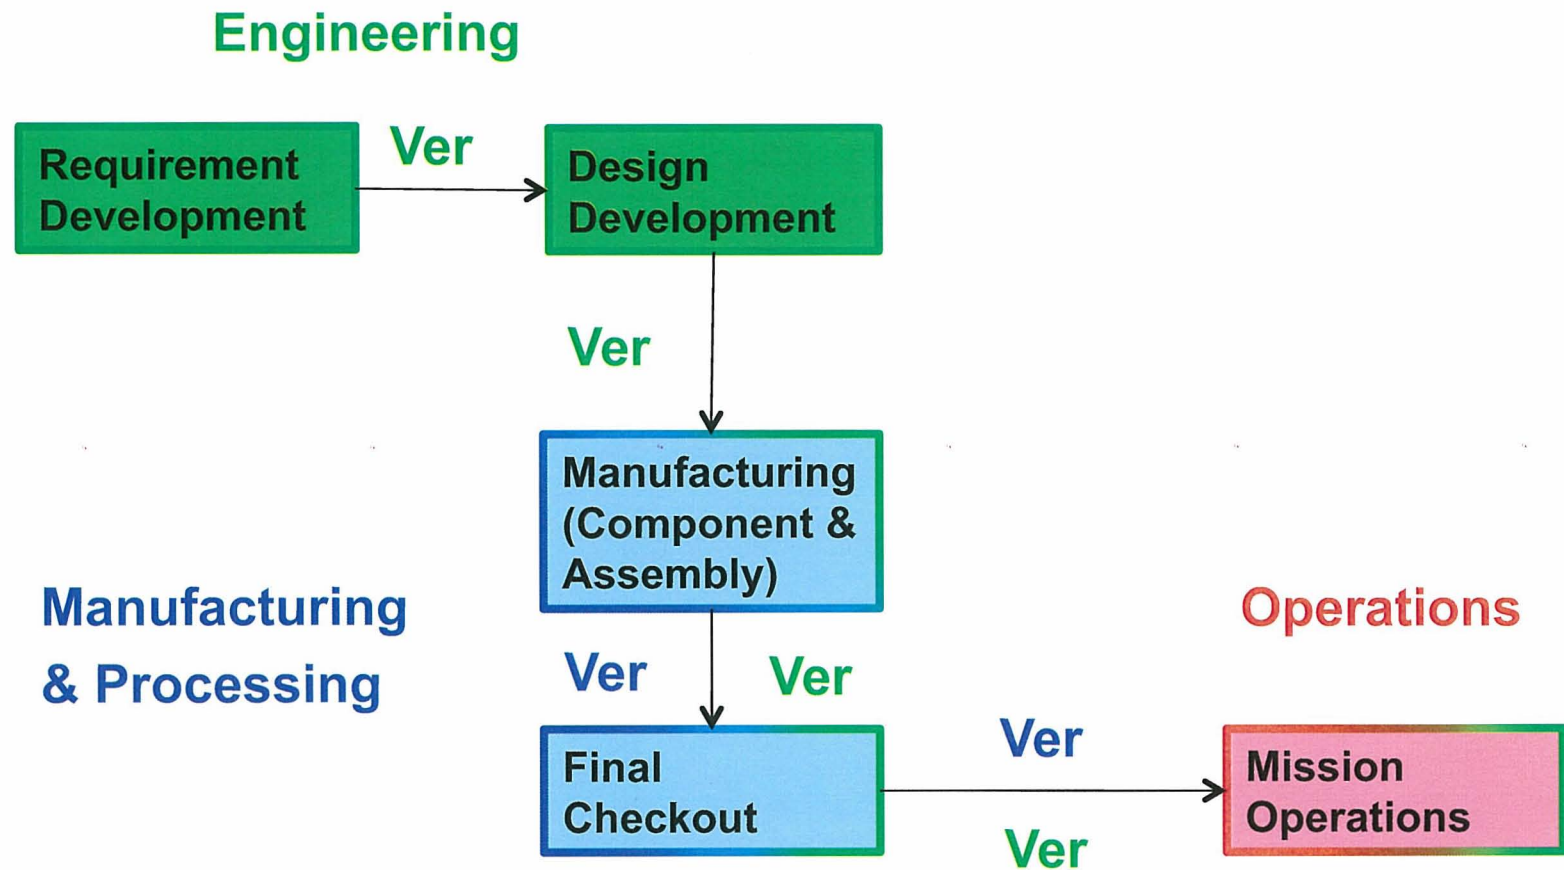 Engineering
Requirement
Development
Ver
Design
Development
Ver
Manufacturing
(Component &
Assembly)
Manufacturing
& Processing
Operations
Ver
Ver
Final
Checkout
Ver
Ver
Mission
Operations